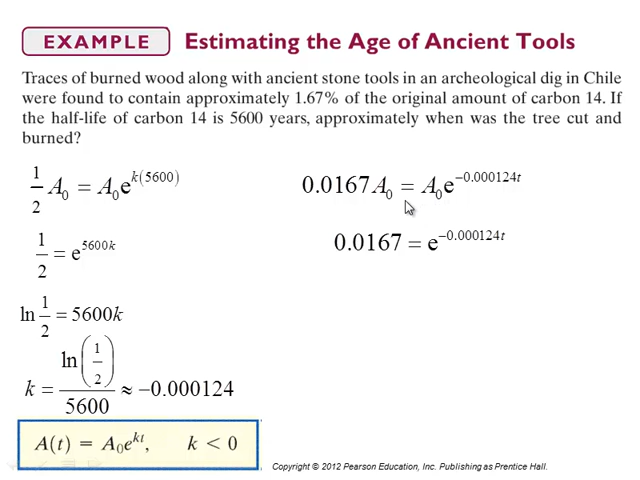 EXAMPLE Estimating the Age of Ancient Tools
Traces of burned wood along with ancient stone tools in an archeological dig in Chile
were found to contain approximately 1.67% of the original amount of carbon 14. If
the half-life of carbon 14 is 5600 years, approximately when was the tree cut and
burned?
1/2 A₀ = A₀e^{k(5600)}
1/2 = e^{5600k}
ln 1/2 = 5600k
k = ln(1/2)/5600 ≈ −0.000124
A(t) = A₀e^{kt}, k < 0
0.0167A₀ = A₀e^{−0.000124t}
0.0167 = e^{−0.000124t}
Copyright © 2012 Pearson Education, Inc. Publishing as Prentice Hall.